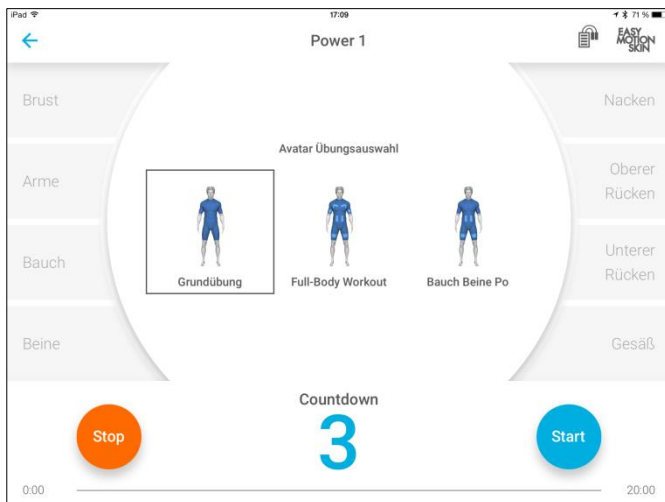 iPad 17:09 71 %
Power 1
EASY
MOTION
SKIN
Brust
Nacken
Avatar Übungsauswahl
Arme
Oberer
Rücken
Bauch
Unterer
Rücken
Grundübung Full-Body Workout Bauch Beine Po
Beine
Gesäß
Countdown
Stop
3
Start
0:00 20:00